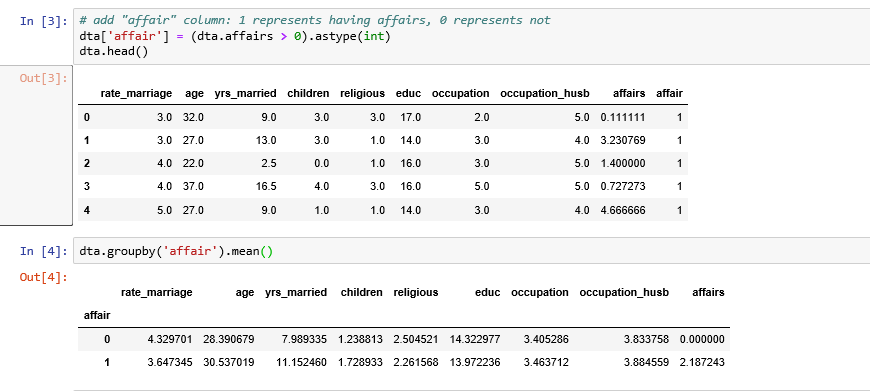 In [3]: # add "affair" column: 1 represents having affairs, 0 represents not
dta['affair'] = (dta.affairs > 0).astype(int)
dta.head()
Out[3]:
rate_marriage age yrs_married children religious educ occupation occupation_husb affairs affair
0 3.0 32.0 9.0 3.0 3.0 17.0 2.0 5.0 0.111111 1
1 3.0 27.0 13.0 3.0 1.0 14.0 3.0 4.0 3.230769 1
2 4.0 22.0 2.5 0.0 1.0 16.0 3.0 5.0 1.400000 1
3 4.0 37.0 16.5 4.0 3.0 16.0 5.0 5.0 0.727273 1
4 5.0 27.0 9.0 1.0 1.0 14.0 3.0 4.0 4.666666 1
In [4]: dta.groupby('affair').mean()
Out[4]:
rate_marriage age yrs_married children religious educ occupation occupation_husb affairs
affair
0 4.329701 28.390679 7.989335 1.238813 2.504521 14.322977 3.405286 3.833758 0.000000
1 3.647345 30.537019 11.152460 1.728933 2.261568 13.972236 3.463712 3.884559 2.187243